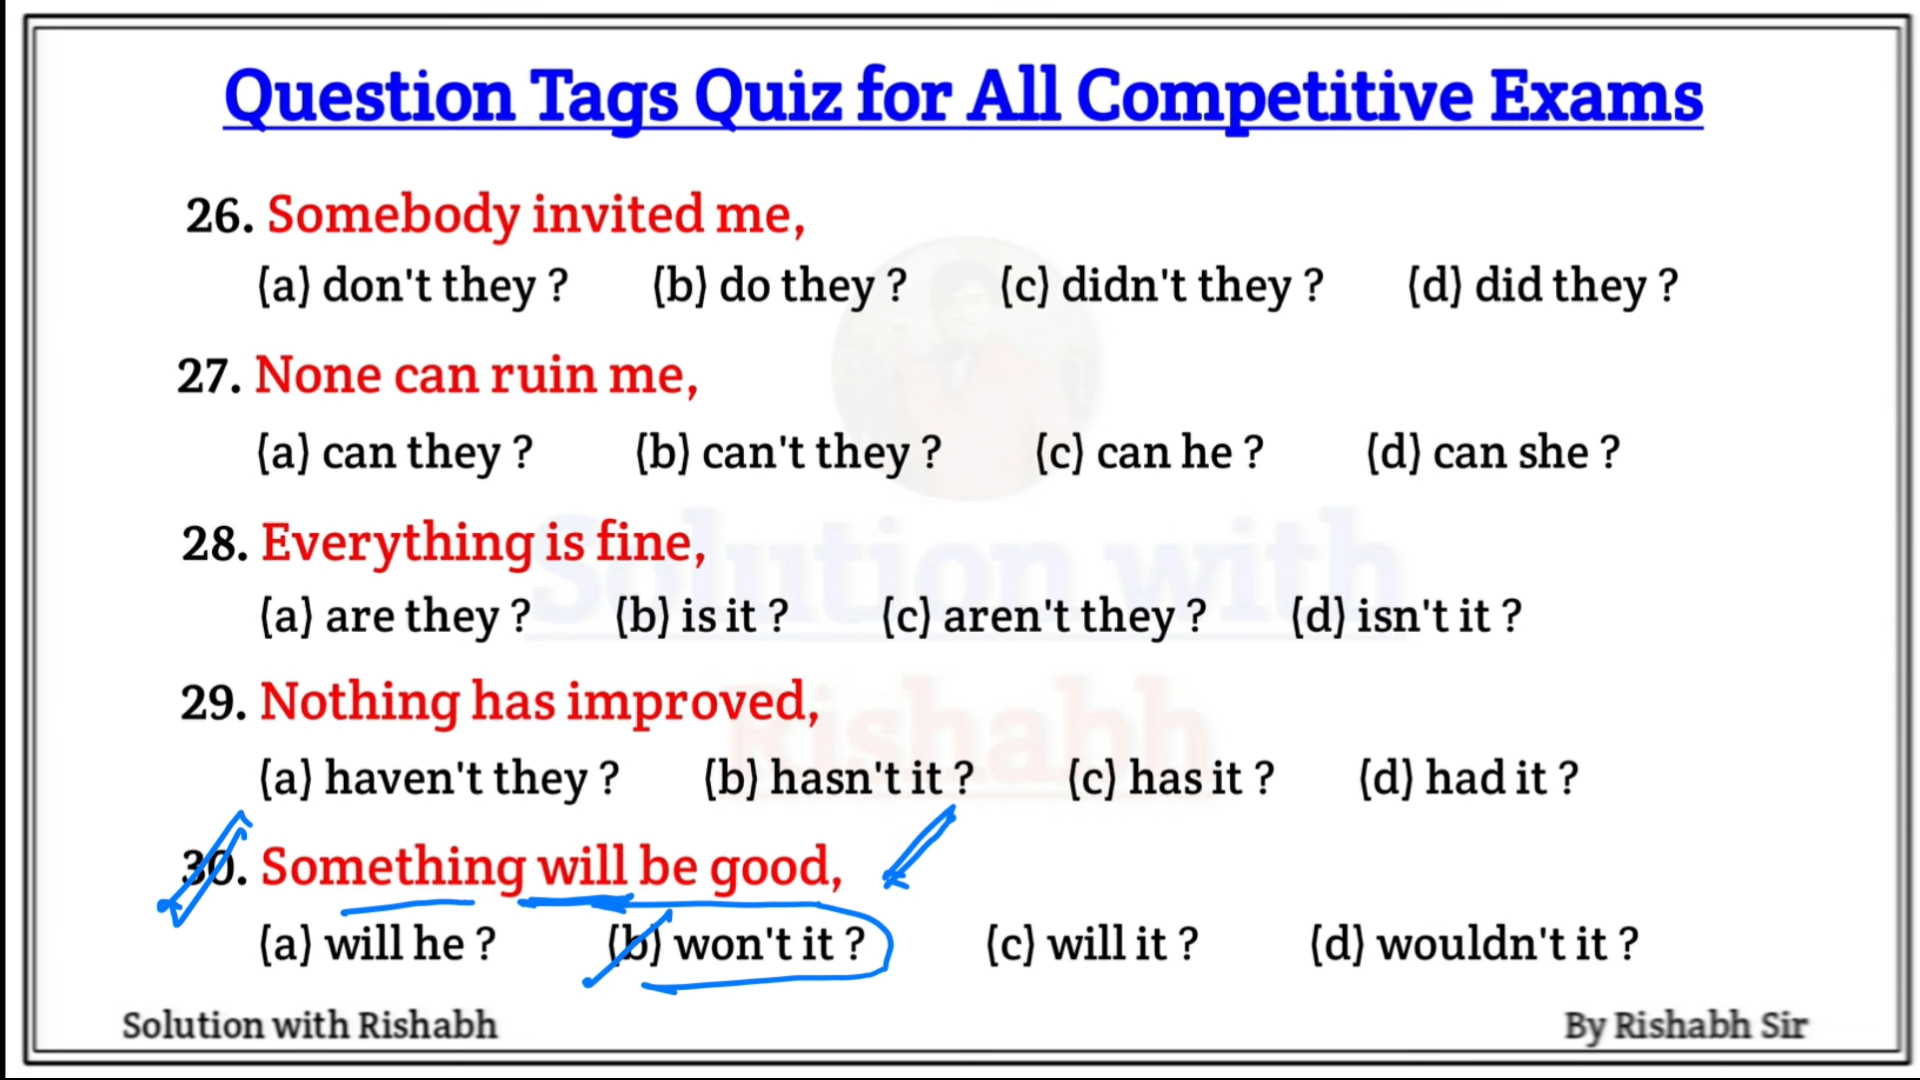 Question Tags Quiz for All Competitive Exams
26. Somebody invited me,
(a) don't they ? (b) do they ? (c) didn't they ? (d) did they ?
27. None can ruin me,
(a) can they ? (b) can't they ? (c) can he ? (d) can she ?
28. Everything is fine,
(a) are they ? (b) is it ? (c) aren't they ? (d) isn't it ?
29. Nothing has improved,
(a) haven't they ? (b) hasn't it ? (c) has it ? (d) had it ?
30. Something will be good,
(a) will he ? (b) won't it ? (c) will it ? (d) wouldn't it ?
Solution with
Rishabh
Solution with Rishabh By Rishabh Sir